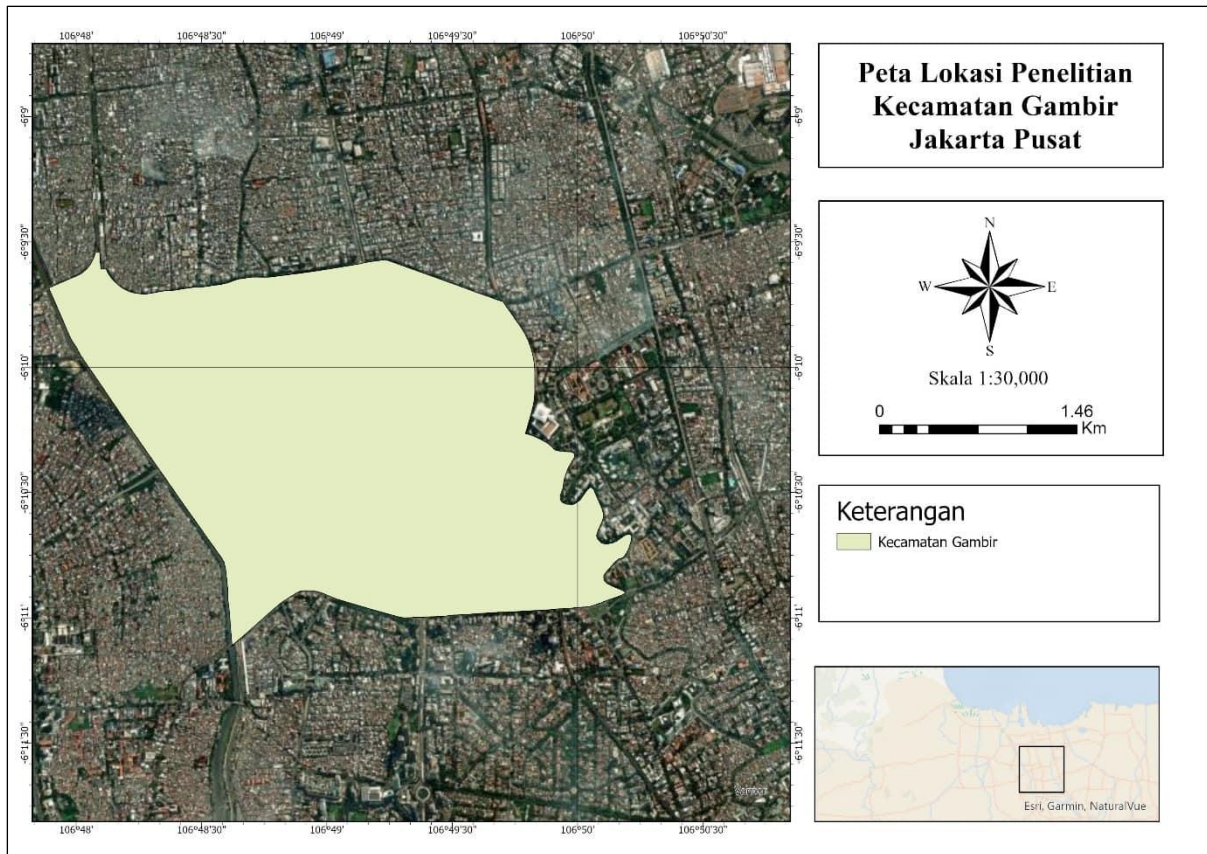 106°48' 106°48'30" 106°49' 106°49'30" 106°50' 106°50'30"
-6°9'
-6°9'30"
-6°10'
-6°10'30"
-6°11'
-6°11'30"
-6°9'
-6°9'30"
-6°10'
-6°10'30"
-6°11'
-6°11'30"
106°48' 106°48'30" 106°49' 106°49'30" 106°50' 106°50'30"
Peta Lokasi Penelitian
Kecamatan Gambir
Jakarta Pusat
N
W E
S
Skala 1:30,000
0 1.46
Km
Keterangan
Kecamatan Gambir
Esri, Garmin, NaturalVue